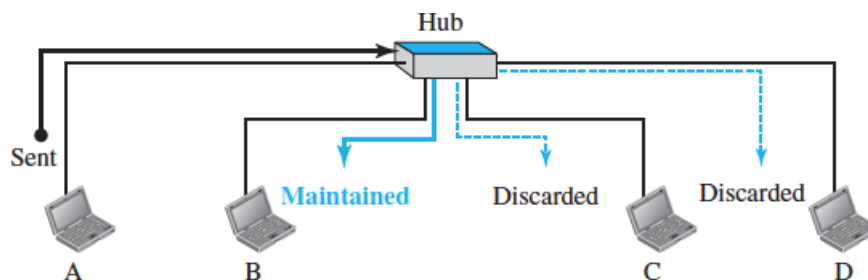 Hub
Sent
Maintained
Discarded
Discarded
A
B
C
D